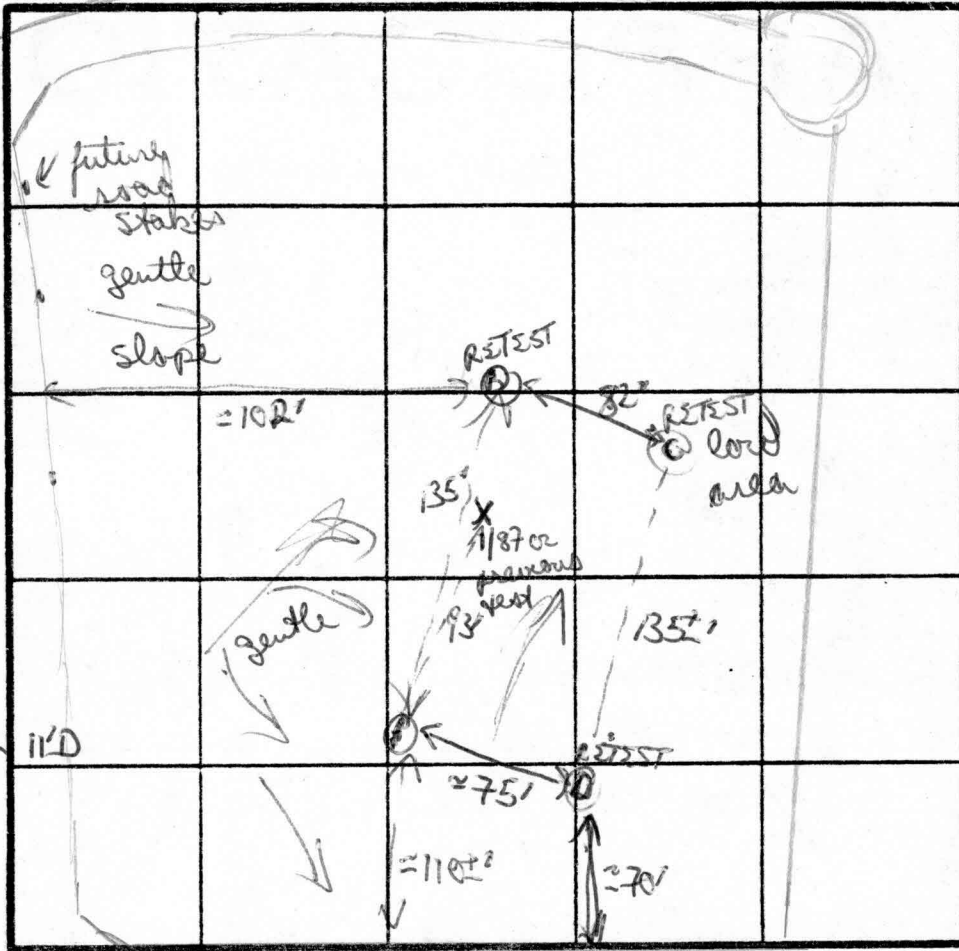 future
road
stakes
gentle
slope
RETEST
≈102'
82'
RETEST
low
area
135'
X
1/87 or
previous
test
93'
gentle
135±'
11'D
RETEST
≈75'
≈110±'
≈70'